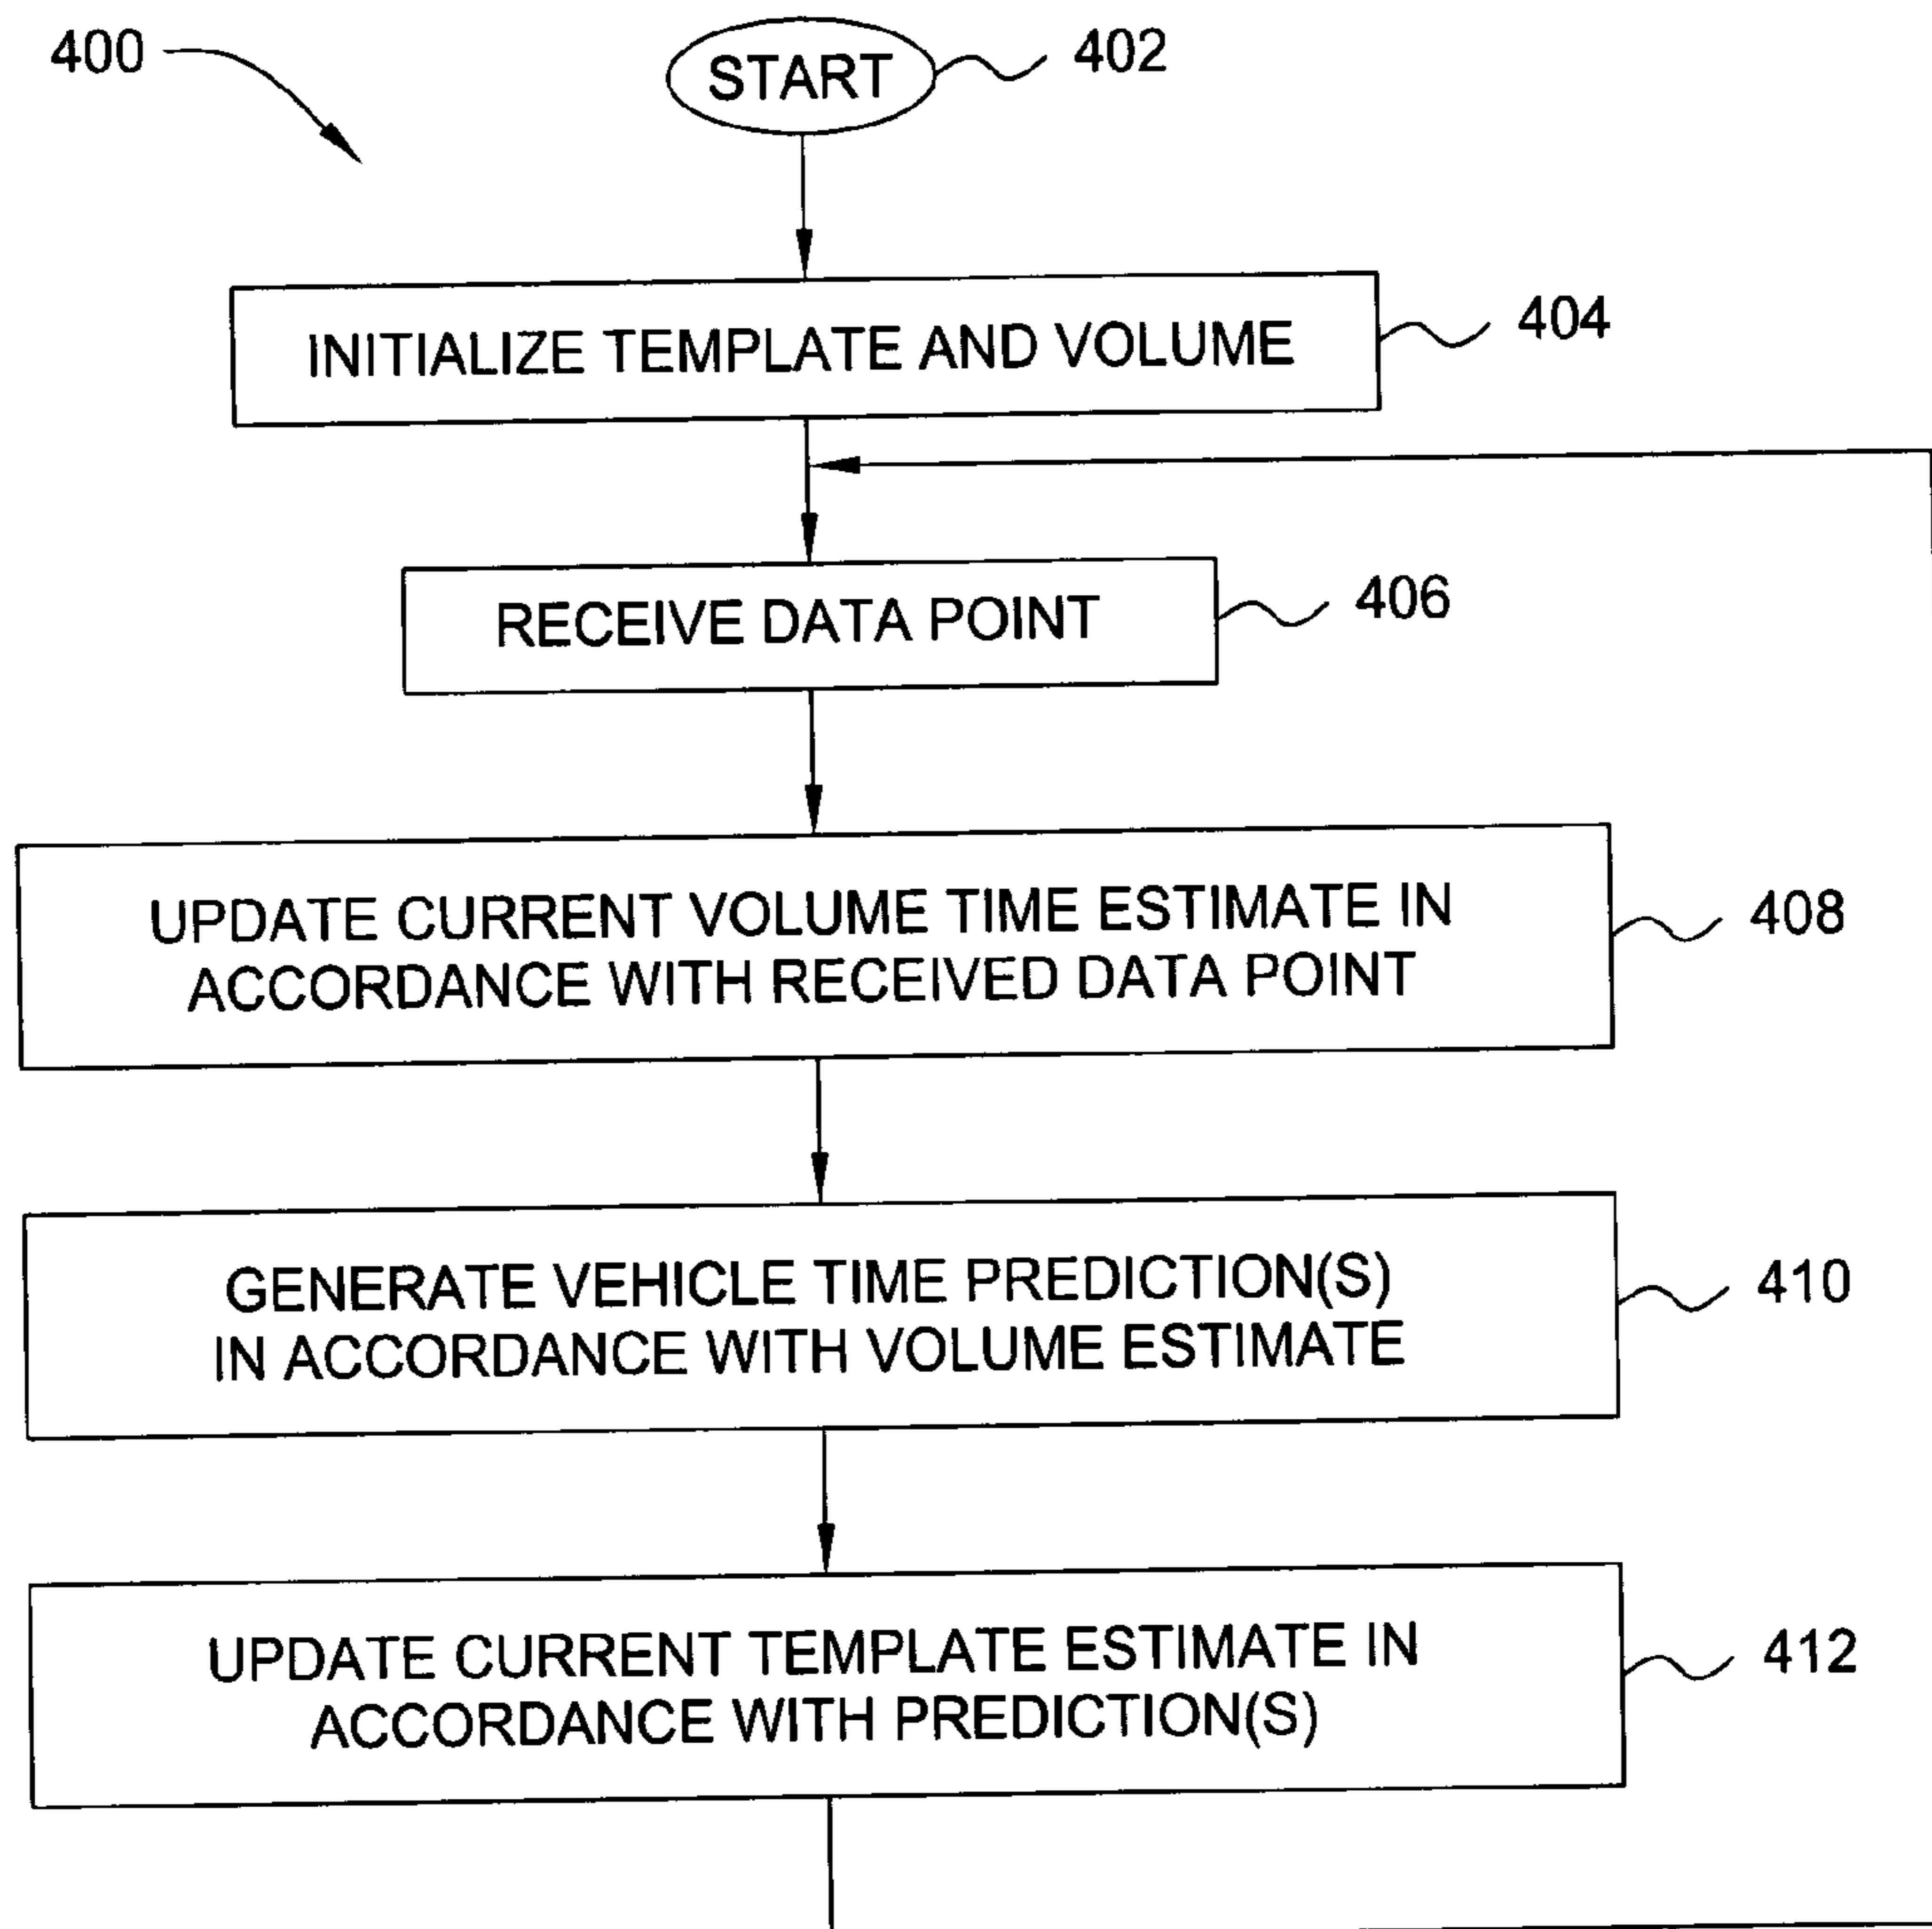 400
START
402
INITIALIZE TEMPLATE AND VOLUME
404
RECEIVE DATA POINT
406
UPDATE CURRENT VOLUME TIME ESTIMATE IN
ACCORDANCE WITH RECEIVED DATA POINT
408
GENERATE VEHICLE TIME PREDICTION(S)
IN ACCORDANCE WITH VOLUME ESTIMATE
410
UPDATE CURRENT TEMPLATE ESTIMATE IN
ACCORDANCE WITH PREDICTION(S)
412